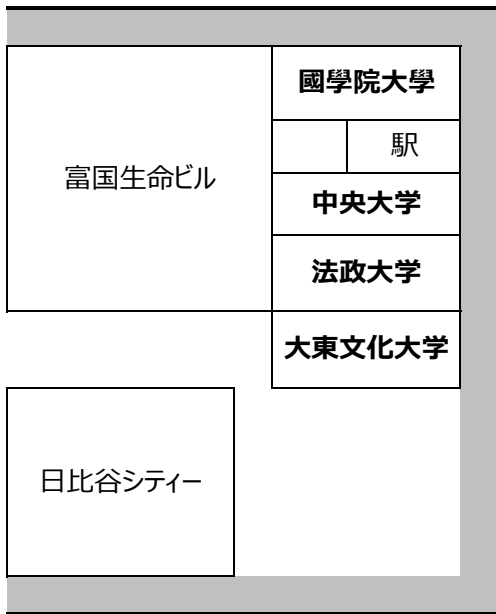 國學院大學
駅
富国生命ビル
中央大学
法政大学
大東文化大学
日比谷シティー